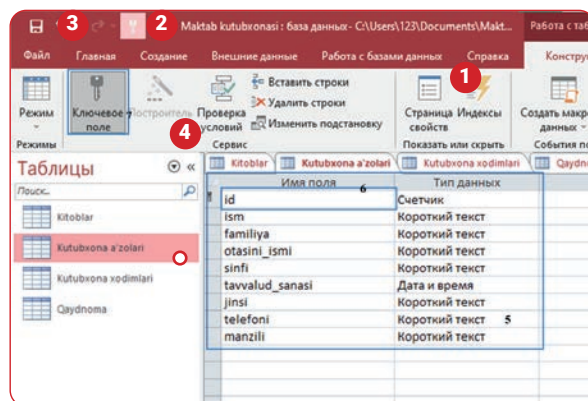 3 2 Maktab kutubxonasi : база данных- C:\Users\123\Documents\Makt... Работа с таб
Файл Главная Создание Внешние данные Работа с базами данных Справка Констру
1
Режим Ключевое поле 7 Построитель Проверка условий Вставить строки Удалить строки Изменить подстановку Страница свойств Индексы Создать макр данных
4
Режимы Сервис Показать или скрыть События по
Таблицы « Kitoblar Kutubxona a'zolari Kutubxona xodimlari Qaydno
Поиск... Имя поля 6 Тип данных
id Счетчик
Kitoblar ism Короткий текст
familiya Короткий текст
Kutubxona a'zolari otasini_ismi Короткий текст
sinfi Короткий текст
Kutubxona xodimlari tavvalud_sanasi Дата и время
jinsi Короткий текст
Qaydnoma telefoni Короткий текст 5
manzili Короткий текст